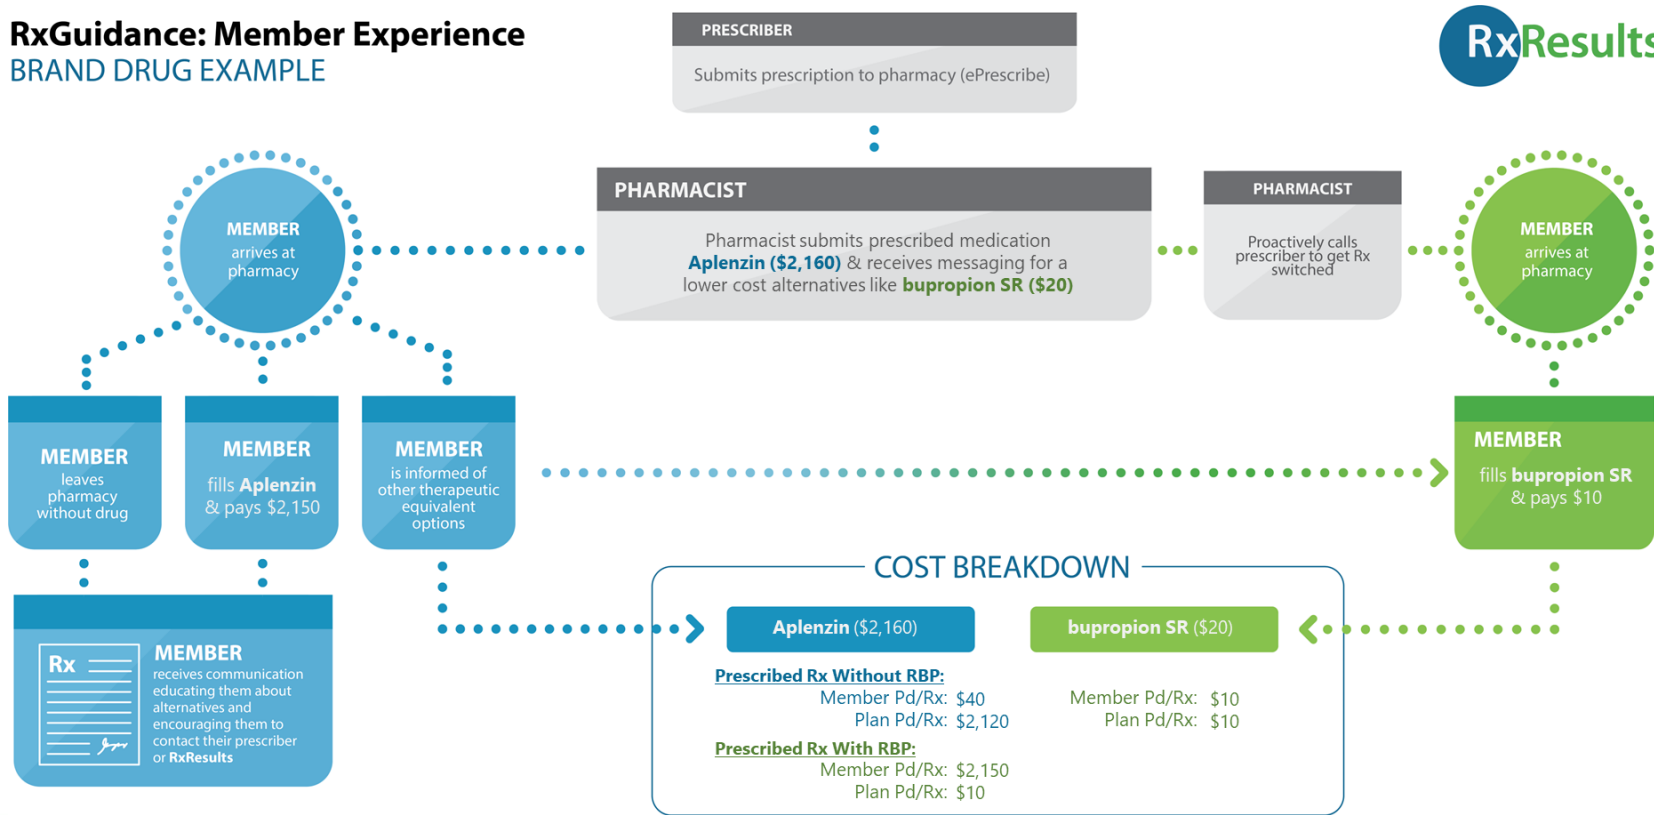 RxGuidance: Member Experience
BRAND DRUG EXAMPLE
RxResults
PRESCRIBER
Submits prescription to pharmacy (ePrescribe)
PHARMACIST
Pharmacist submits prescribed medication
Aplenzin ($2,160) & receives messaging for a
lower cost alternatives like bupropion SR ($20)
PHARMACIST
Proactively calls
prescriber to get Rx
switched
MEMBER
arrives at
pharmacy
MEMBER
arrives at
pharmacy
MEMBER
leaves
pharmacy
without drug
MEMBER
fills Aplenzin
& pays $2,150
MEMBER
is informed of
other therapeutic
equivalent
options
MEMBER
fills bupropion SR
& pays $10
Rx
MEMBER
receives communication
educating them about
alternatives and
encouraging them to
contact their prescriber
or RxResults
COST BREAKDOWN
Aplenzin ($2,160)
bupropion SR ($20)
Prescribed Rx Without RBP:
Member Pd/Rx: $40
Plan Pd/Rx: $2,120
Member Pd/Rx: $10
Plan Pd/Rx: $10
Prescribed Rx With RBP:
Member Pd/Rx: $2,150
Plan Pd/Rx: $10